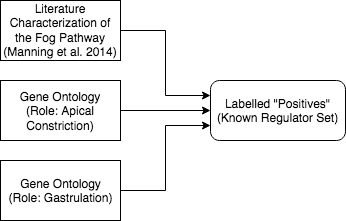 Literature
Characterization of
the Fog Pathway
(Manning et al. 2014)
Gene Ontology
(Role: Apical
Constriction)
Labelled "Positives"
(Known Regulator Set)
Gene Ontology
(Role: Gastrulation)